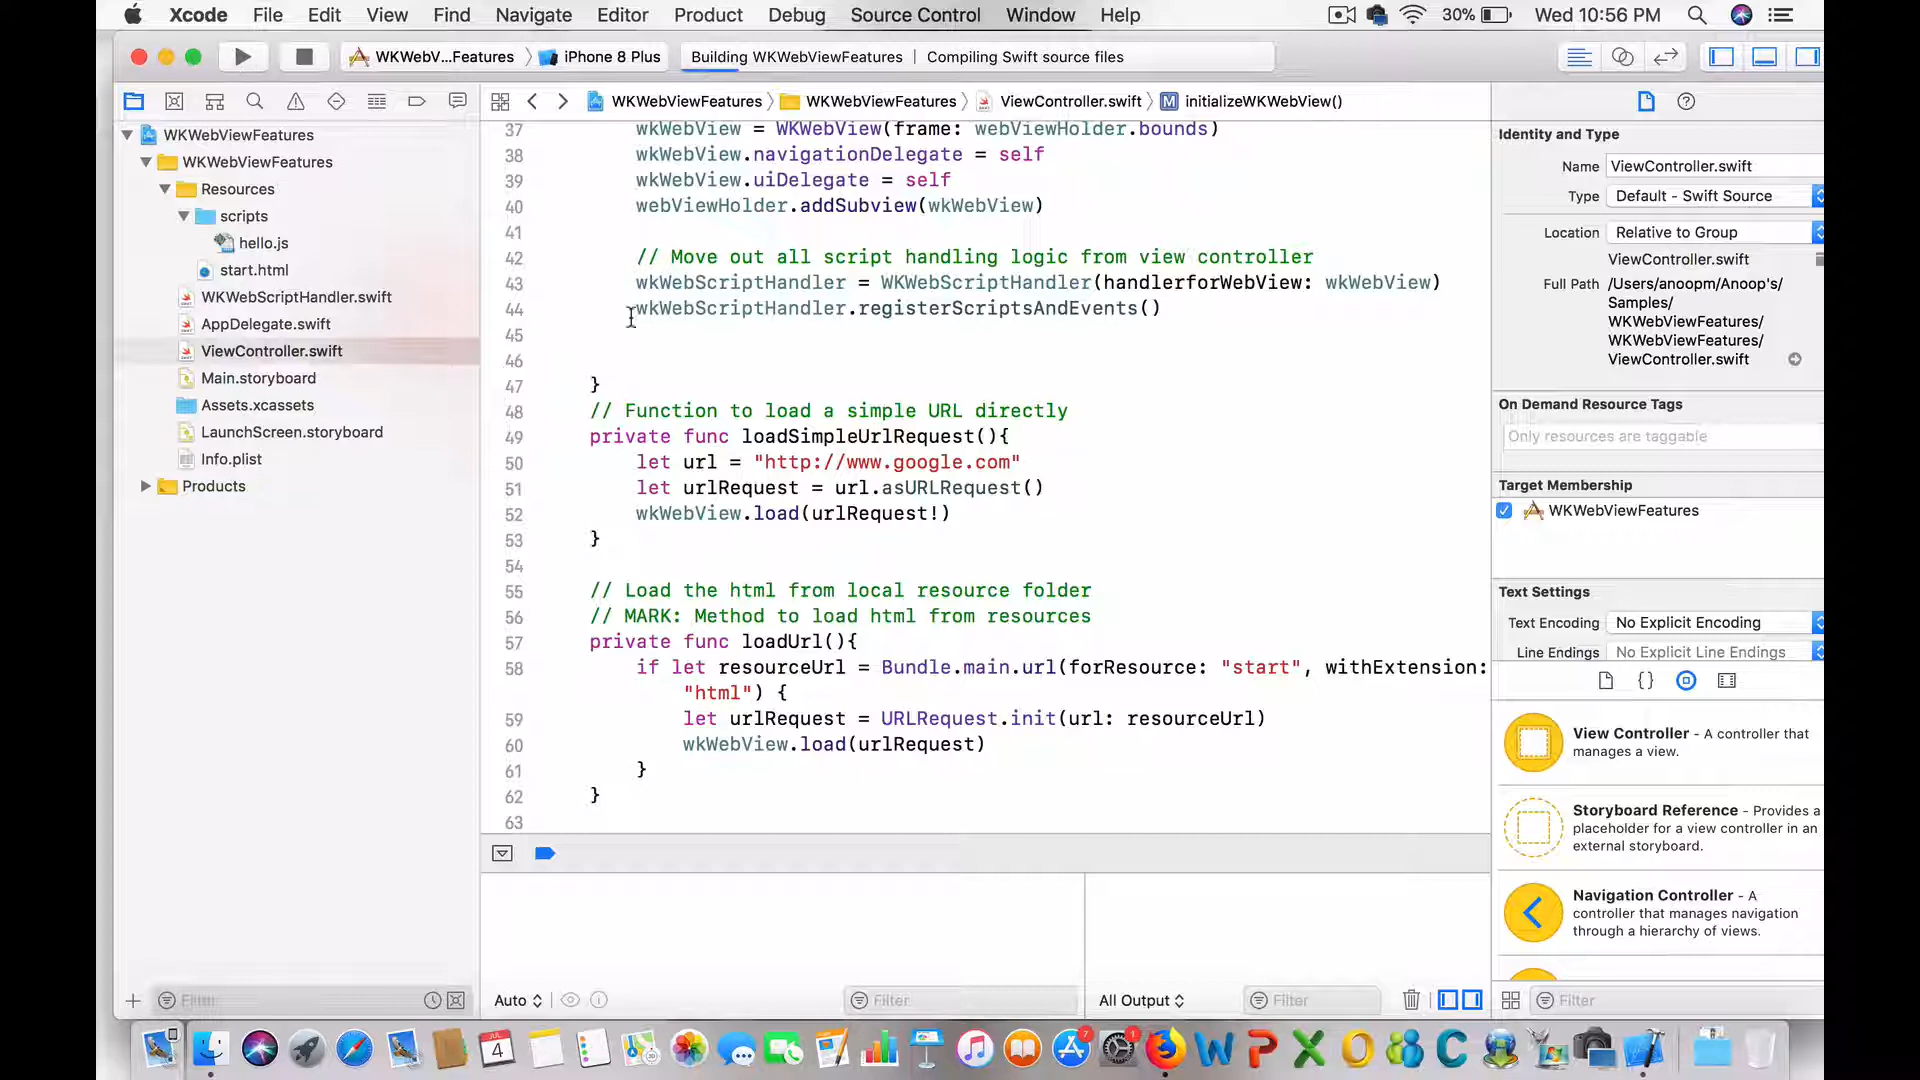 Xcode File Edit View Find Navigate Editor Product Debug Source Control Window Help 30% Wed 10:56 PM
WKWebV...Features iPhone 8 Plus Building WKWebViewFeatures | Compiling Swift source files
WKWebViewFeatures WKWebViewFeatures ViewController.swift M initializeWKWebView()
WKWebViewFeatures
WKWebViewFeatures
Resources
scripts
hello.js
start.html
WKWebScriptHandler.swift
AppDelegate.swift
ViewController.swift
Main.storyboard
Assets.xcassets
LaunchScreen.storyboard
Info.plist
Products
Filter
37 wkWebView = WKWebView(frame: webViewHolder.bounds)
38 wkWebView.navigationDelegate = self
39 wkWebView.uiDelegate = self
40 webViewHolder.addSubview(wkWebView)
41
42 // Move out all script handling logic from view controller
43 wkWebScriptHandler = WKWebScriptHandler(handlerforWebView: wkWebView)
44 wkWebScriptHandler.registerScriptsAndEvents()
45
46
47 }
48 // Function to load a simple URL directly
49 private func loadSimpleUrlRequest(){
50 let url = "http://www.google.com"
51 let urlRequest = url.asURLRequest()
52 wkWebView.load(urlRequest!)
53 }
54
55 // Load the html from local resource folder
56 // MARK: Method to load html from resources
57 private func loadUrl(){
58 if let resourceUrl = Bundle.main.url(forResource: "start", withExtension:
"html") {
59 let urlRequest = URLRequest.init(url: resourceUrl)
60 wkWebView.load(urlRequest)
61 }
62 }
63
Auto
Filter
All Output
Filter
Identity and Type
Name ViewController.swift
Type Default - Swift Source
Location Relative to Group
ViewController.swift
Full Path /Users/anoopm/Anoop's/
Samples/
WKWebViewFeatures/
WKWebViewFeatures/
ViewController.swift
On Demand Resource Tags
Only resources are taggable
Target Membership
WKWebViewFeatures
Text Settings
Text Encoding No Explicit Encoding
Line Endings No Explicit Line Endings
{}
View Controller - A controller that
manages a view.
Storyboard Reference - Provides a
placeholder for a view controller in an
external storyboard.
Navigation Controller - A
controller that manages navigation
through a hierarchy of views.
Filter
JUL
4
7
1